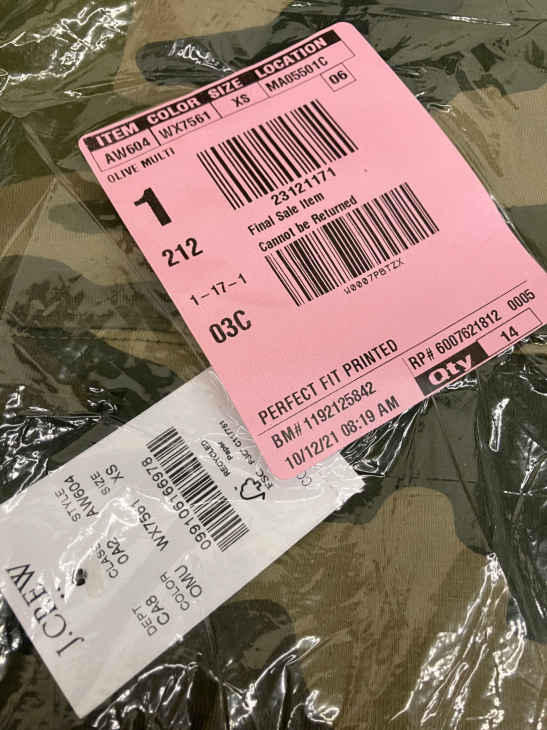 ITEM COLOR SIZE LOCATION
AW604 WX7561 XS MA05501C
OLIVE MULTI
06
1
23121171
212
Final Sale Item
Cannot be Returned
1-17-1
W0007PBTZX
03C
PERFECT FIT PRINTED
RP# 6007621812 0005
BM# 1192125842
Qty 14
10/12/21 08:19 AM
J.CREW
STYLE
AW604
SIZE
XS
CLASS
0A2
DEPT
CA8
COLOR
OMU
WX7561
099106166978
RECYCLED
Paper